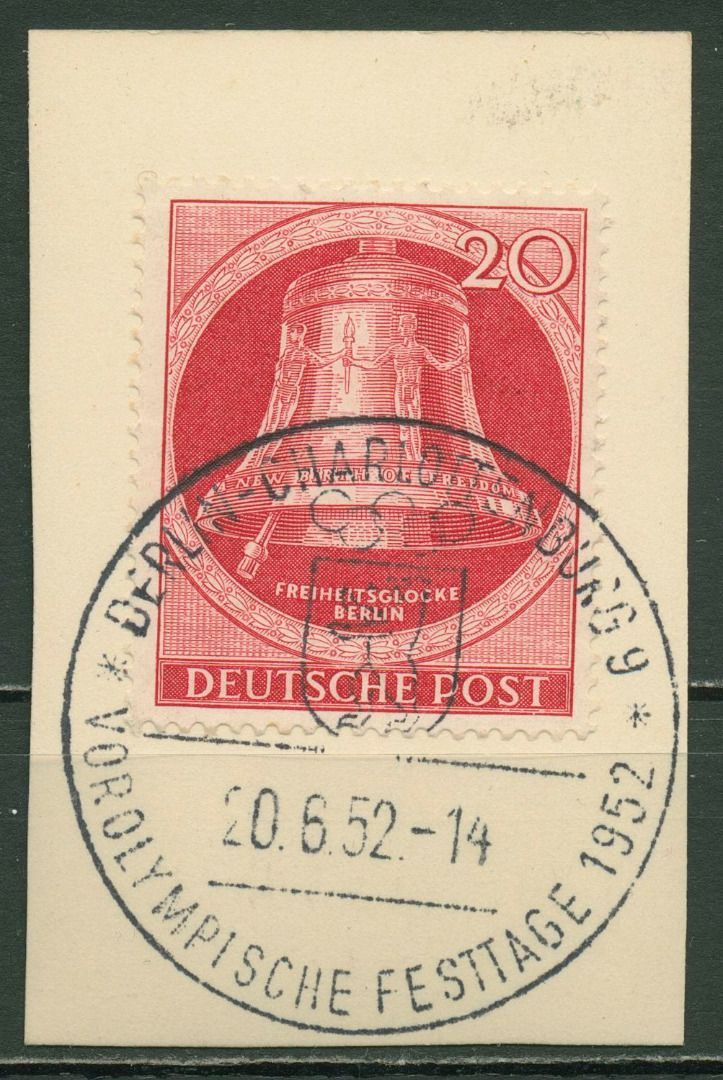 20
NEW BIRTH OF FREEDOM
FREIHEITSGLOCKE
BERLIN
DEUTSCHE POST
* BERLIN-CHARLOTTENBURG 9 *
20.6.52.-14
VOROLYMPISCHE FESTTAGE 1952